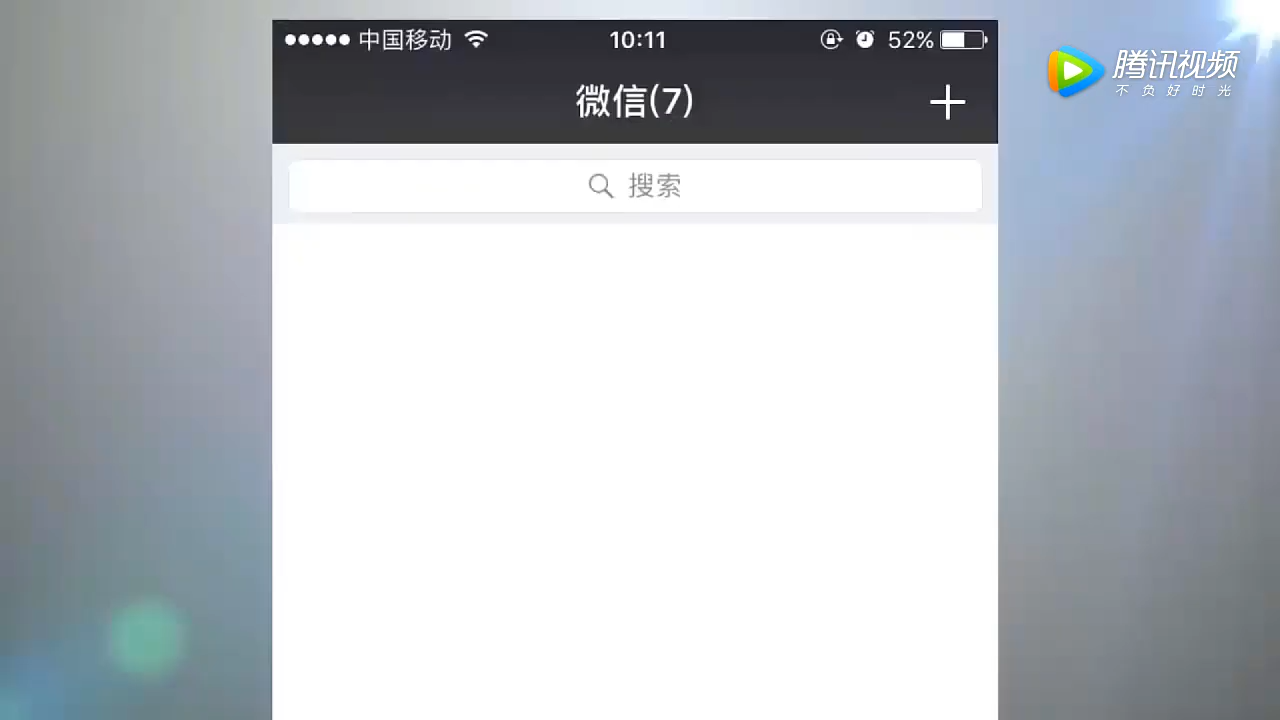 中国移动 10:11 52%
腾讯视频
不负好时光
微信(7)
搜索